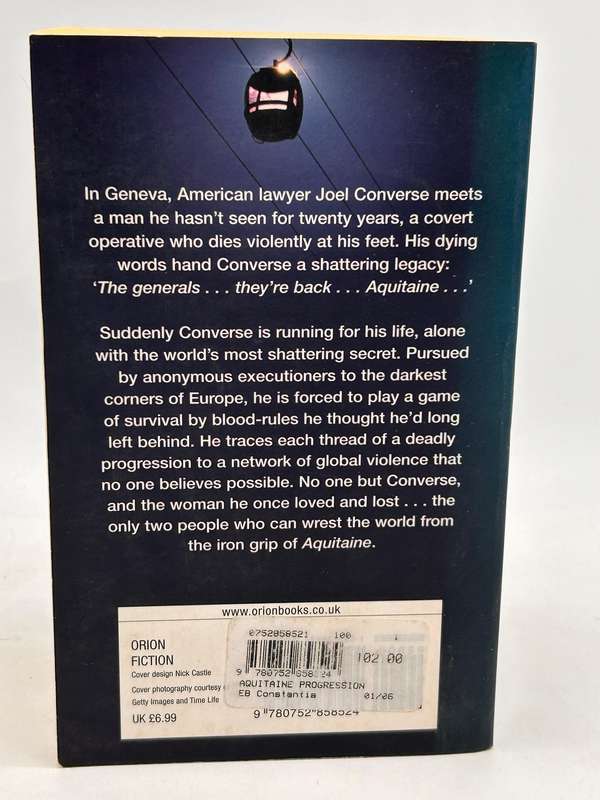 In Geneva, American lawyer Joel Converse meets
a man he hasn't seen for twenty years, a covert
operative who dies violently at his feet. His dying
words hand Converse a shattering legacy:
'The generals . . . they're back . . . Aquitaine . . .'
Suddenly Converse is running for his life, alone
with the world's most shattering secret. Pursued
by anonymous executioners to the darkest
corners of Europe, he is forced to play a game
of survival by blood-rules he thought he'd long
left behind. He traces each thread of a deadly
progression to a network of global violence that
no one believes possible. No one but Converse,
and the woman he once loved and lost . . . the
only two people who can wrest the world from
the iron grip of Aquitaine.
www.orionbooks.co.uk
ORION
FICTION
Cover design Nick Castle
Cover photography courtesy
Getty Images and Time Life
UK £6.99
0752858521 100 1
102 00
9 780752 858524
AQUITAINE PROGRESSION
EB Constantia 01/06
9 780752 858524